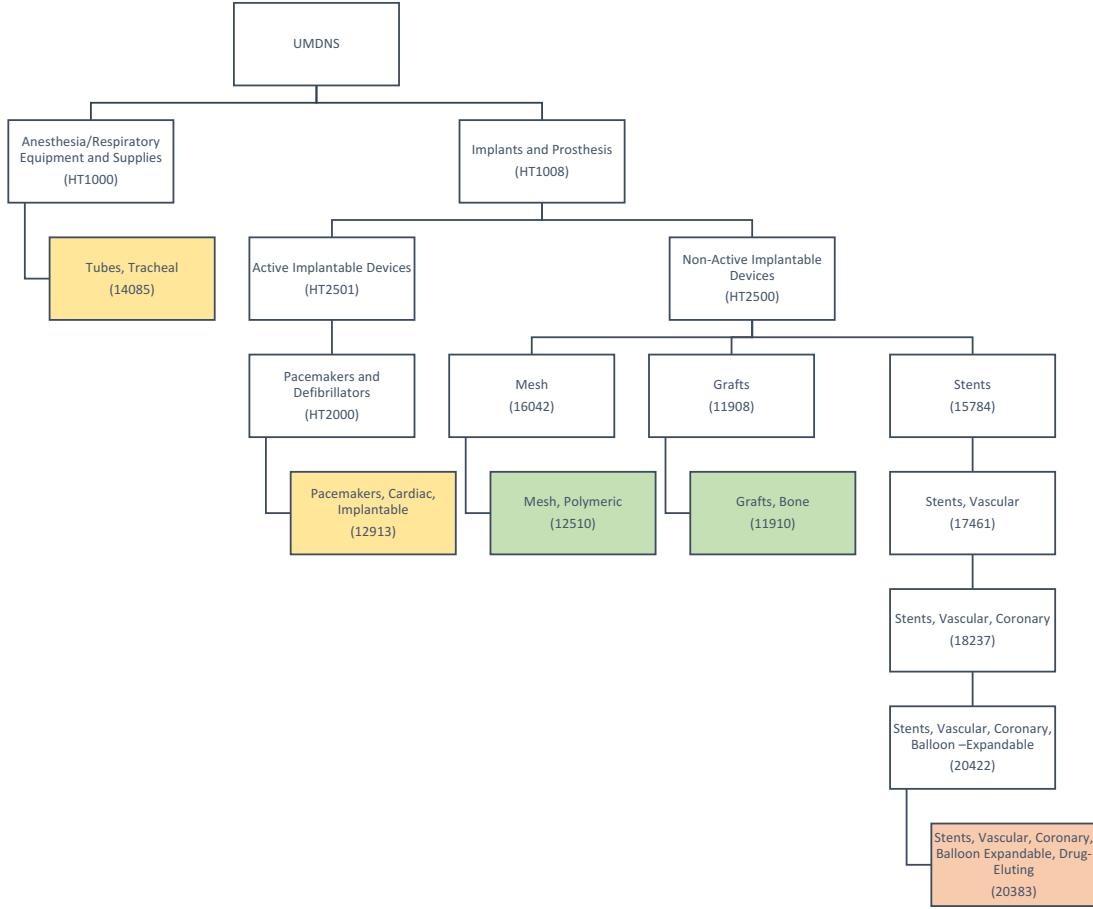 UMDNS
Anesthesia/Respiratory
Equipment and Supplies
(HT1000)
Implants and Prosthesis
(HT1008)
Tubes, Tracheal
(14085)
Active Implantable Devices
(HT2501)
Non-Active Implantable
Devices
(HT2500)
Pacemakers and
Defibrillators
(HT2000)
Mesh
(16042)
Grafts
(11908)
Stents
(15784)
Pacemakers, Cardiac,
Implantable
(12913)
Mesh, Polymeric
(12510)
Grafts, Bone
(11910)
Stents, Vascular
(17461)
Stents, Vascular, Coronary
(18237)
Stents, Vascular, Coronary,
Balloon –Expandable
(20422)
Stents, Vascular, Coronary,
Balloon Expandable, Drug-
Eluting
(20383)